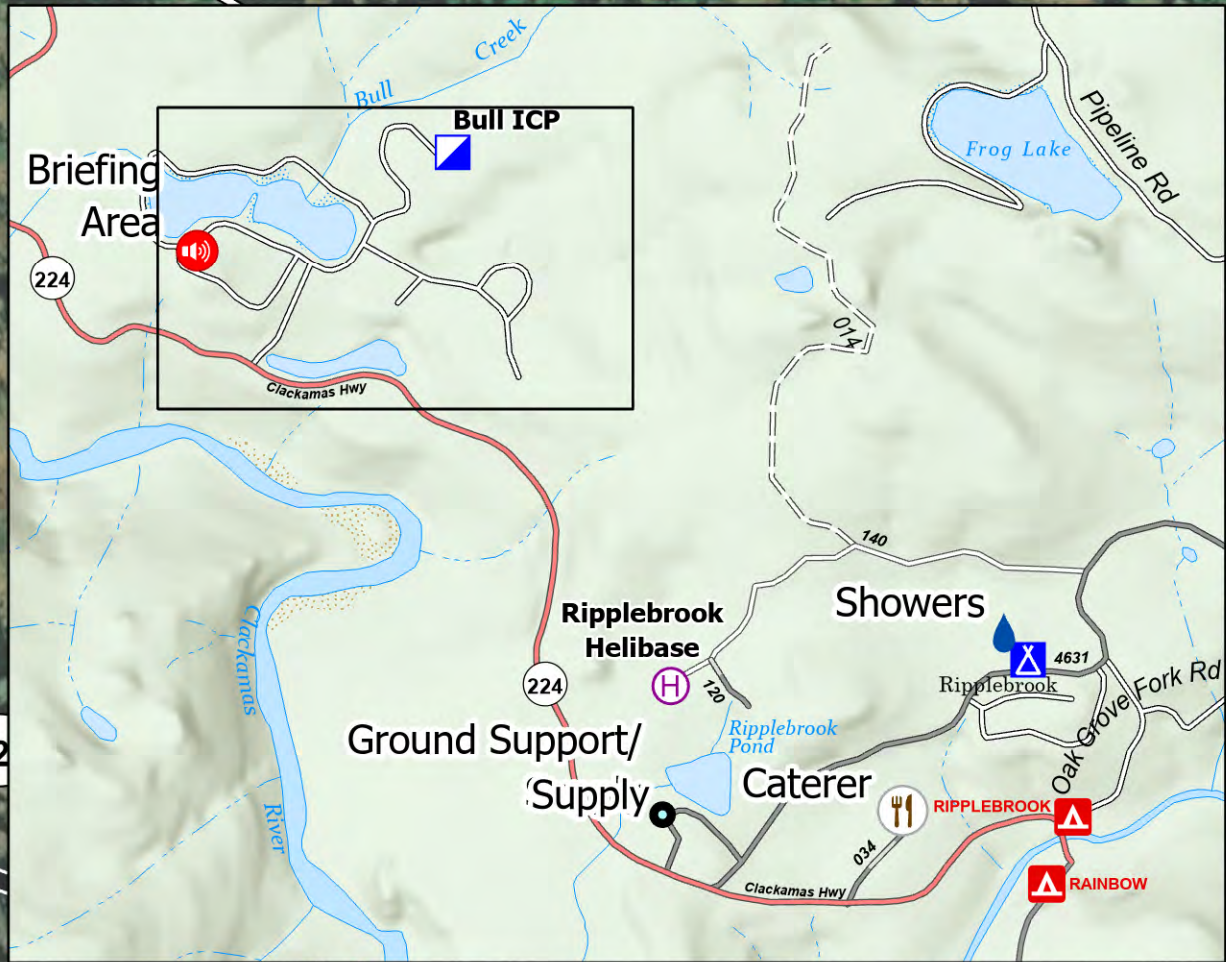 Creek
Bull
Bull ICP
Pipeline Rd
Frog Lake
Briefing
Area
224
014
Clackamas Hwy
140
Showers
Ripplebrook
Helibase
H
Clackamas
4631
Ripplebrook
224
120
Oak Grove Fork Rd
Ripplebrook
Pond
Ground Support/
Supply
2
Caterer
RIPPLEBROOK
River
034
Clackamas Hwy
RAINBOW